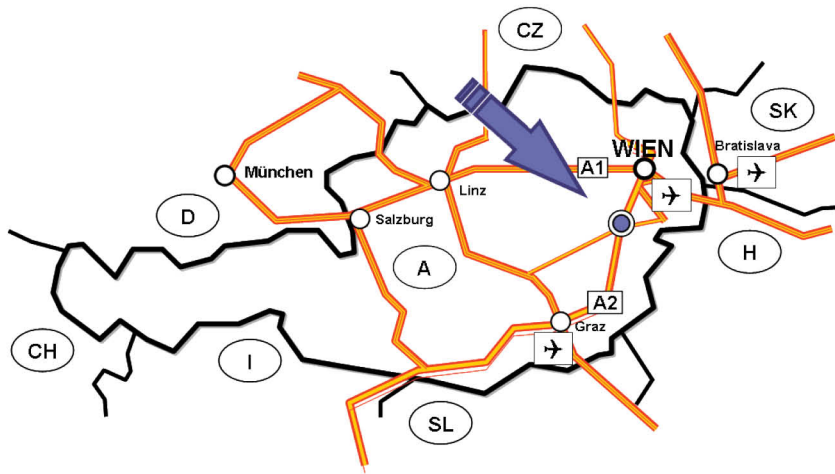 CZ
SK
WIEN
Bratislava
A1
München
Linz
D
Salzburg
H
A
A2
Graz
CH
I
SL